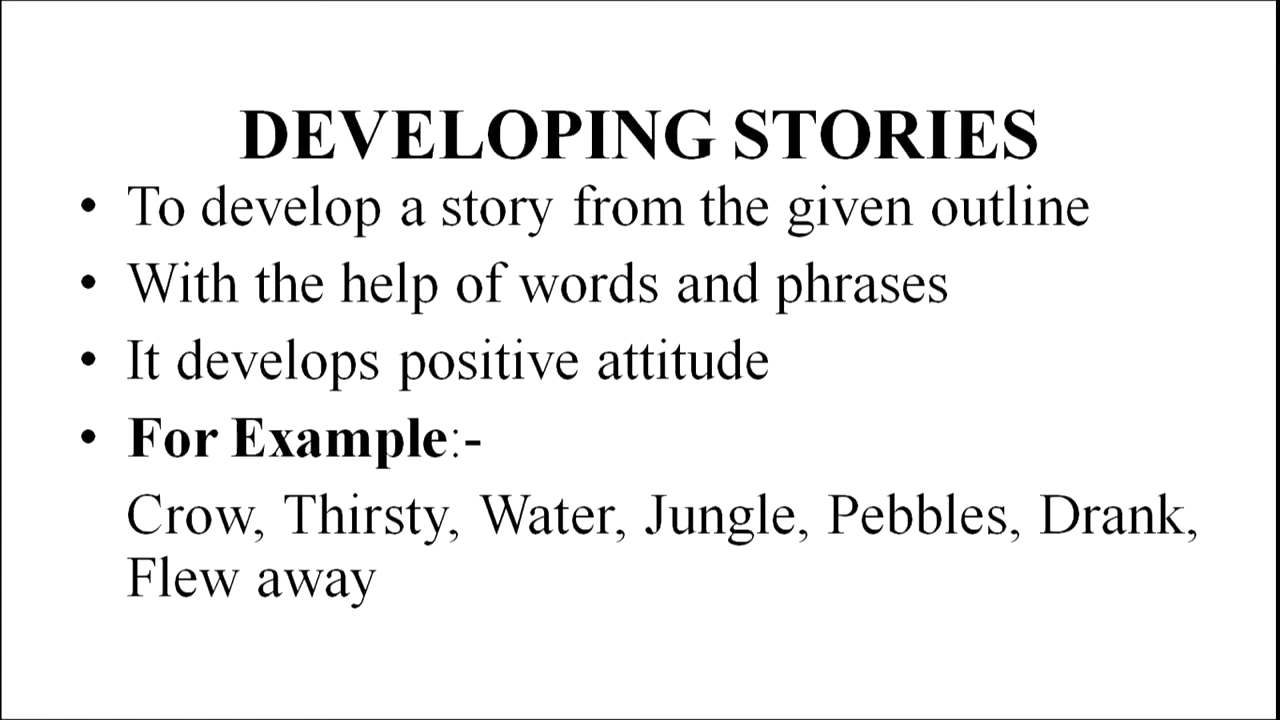 DEVELOPING STORIES
• To develop a story from the given outline
• With the help of words and phrases
• It develops positive attitude
• For Example:-
Crow, Thirsty, Water, Jungle, Pebbles, Drank,
Flew away